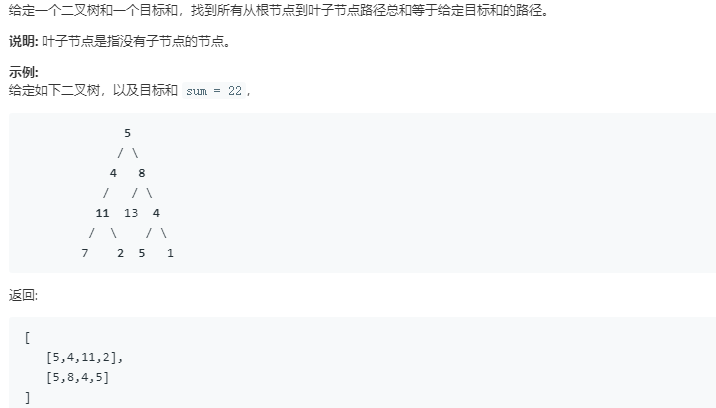 给定一个二叉树和一个目标和，找到所有从根节点到叶子节点路径总和等于给定目标和的路径。
说明: 叶子节点是指没有子节点的节点。
示例:
给定如下二叉树，以及目标和 sum = 22，
5
/ \
4 8
/ / \
11 13 4
/ \ / \
7 2 5 1
返回:
[
[5,4,11,2],
[5,8,4,5]
]